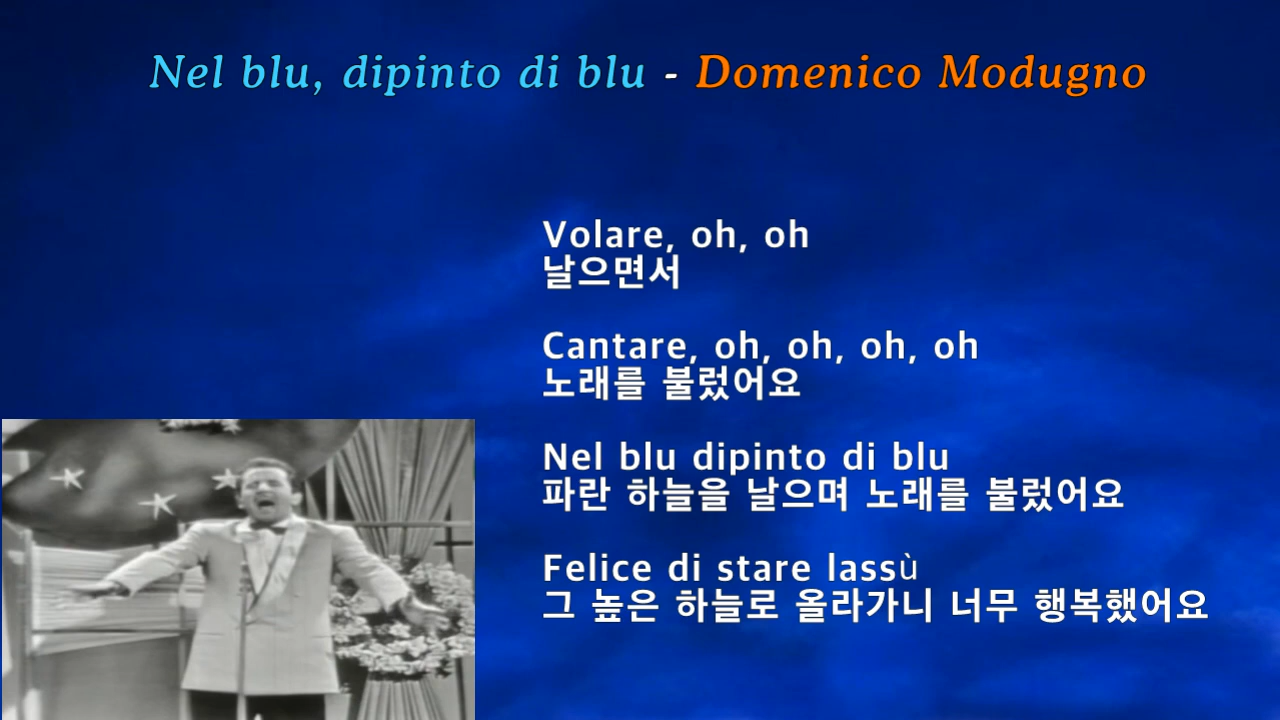 Nel blu, dipinto di blu - Domenico Modugno
Volare, oh, oh
날으면서
Cantare, oh, oh, oh, oh
노래를 불렀어요
Nel blu dipinto di blu
파란 하늘을 날으며 노래를 불렀어요
Felice di stare lassù
그 높은 하늘로 올라가니 너무 행복했어요